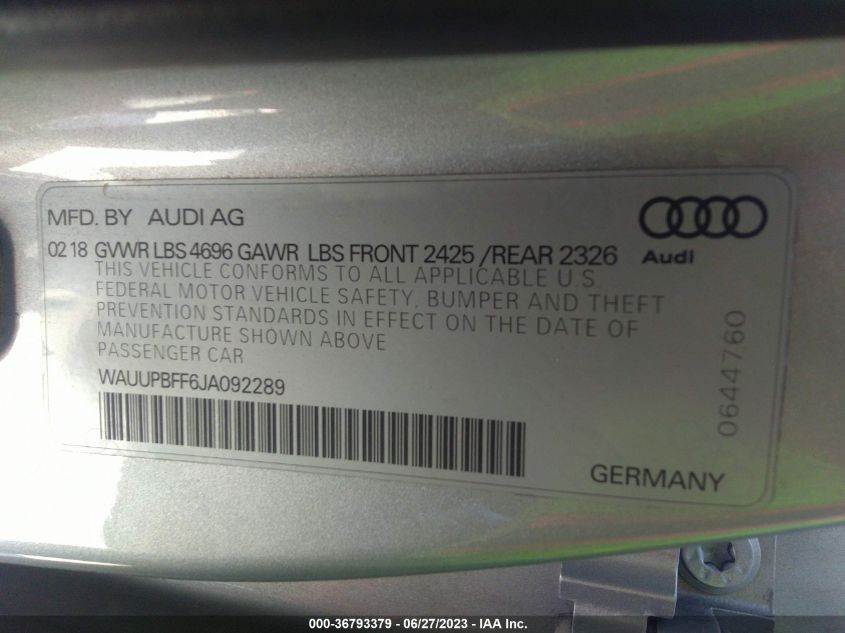 MFD. BY AUDI AG
02 18 GVWR LBS 4696 GAWR LBS FRONT 2425 /REAR 2326
Audi
THIS VEHICLE CONFORMS TO ALL APPLICABLE U.S
FEDERAL MOTOR VEHICLE SAFETY, BUMPER AND THEFT
PREVENTION STANDARDS IN EFFECT ON THE DATE OF
MANUFACTURE SHOWN ABOVE
PASSENGER CAR
WAUUPBFF6JA092289
0644760
GERMANY
000-36793379 - 06/27/2023 - IAA Inc.